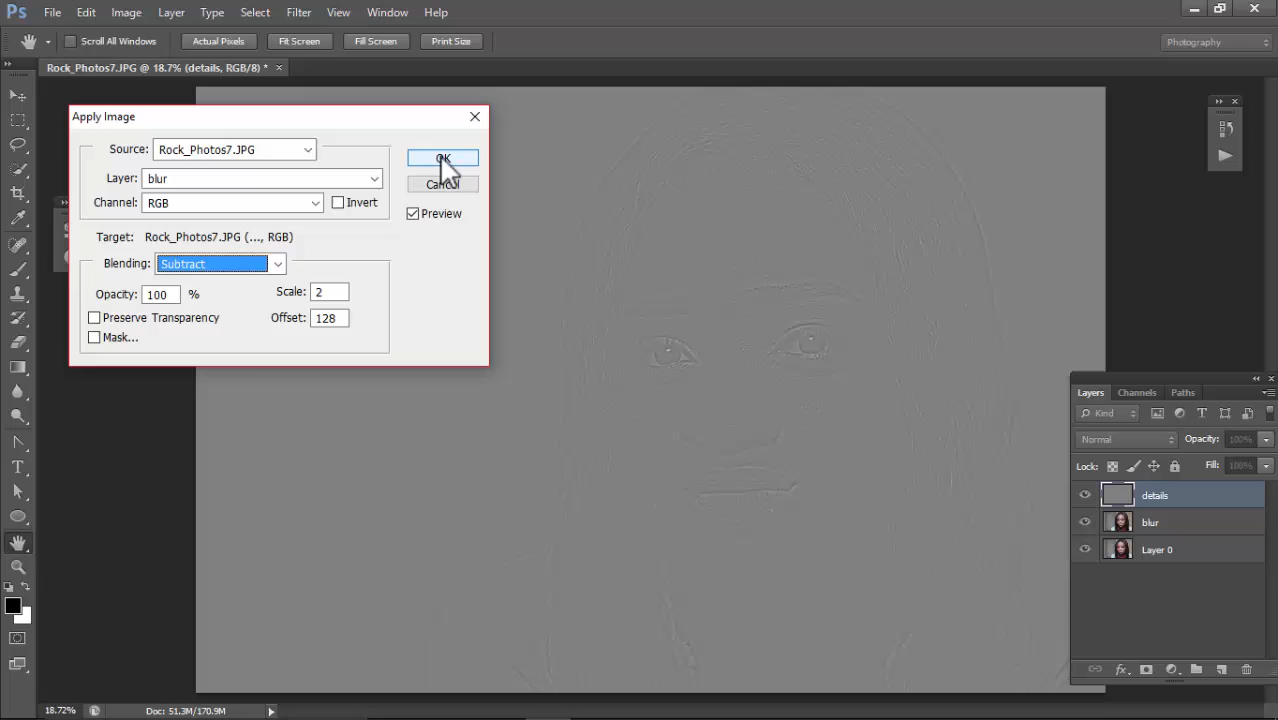 Ps File Edit Image Layer Type Select Filter View Window Help
Scroll All Windows Actual Pixels Fit Screen Fill Screen Print Size Photography
Rock_Photos7.JPG @ 18.7% (details, RGB/8) *
Apply Image
Source: Rock_Photos7.JPG
OK
Layer: blur
Cancel
Channel: RGB Invert
Preview
Target: Rock_Photos7.JPG (..., RGB)
Blending: Subtract
Opacity: 100 % Scale: 2
Preserve Transparency Offset: 128
Mask...
Layers Channels Paths
Kind
Normal Opacity: 100%
Lock: Fill: 100%
details
blur
Layer 0
fx
18.72% Doc: 51.3M/170.9M